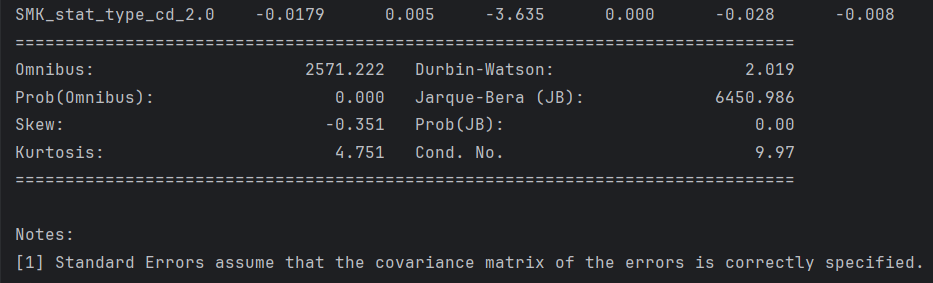 SMK_stat_type_cd_2.0    -0.0179      0.005     -3.635      0.000      -0.028      -0.008
==============================================================================
Omnibus:                     2571.222   Durbin-Watson:                   2.019
Prob(Omnibus):                  0.000   Jarque-Bera (JB):             6450.986
Skew:                          -0.351   Prob(JB):                         0.00
Kurtosis:                       4.751   Cond. No.                         9.97
==============================================================================
Notes:
[1] Standard Errors assume that the covariance matrix of the errors is correctly specified.